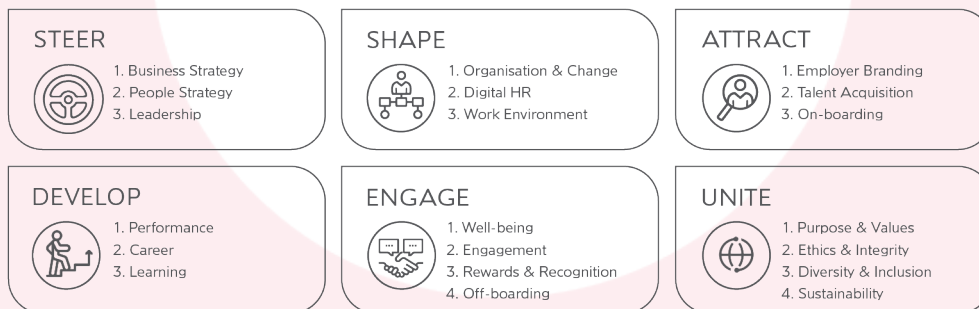 STEER
1. Business Strategy
2. People Strategy
3. Leadership
SHAPE
1. Organisation & Change
2. Digital HR
3. Work Environment
ATTRACT
1. Employer Branding
2. Talent Acquisition
3. On-boarding
DEVELOP
1. Performance
2. Career
3. Learning
ENGAGE
1. Well-being
2. Engagement
3. Rewards & Recognition
4. Off-boarding
UNITE
1. Purpose & Values
2. Ethics & Integrity
3. Diversity & Inclusion
4. Sustainability